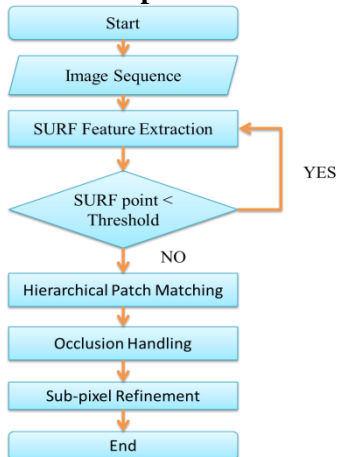 Start
Image Sequence
SURF Feature Extraction
YES
SURF point <
Threshold
NO
Hierarchical Patch Matching
Occlusion Handling
Sub-pixel Refinement
End